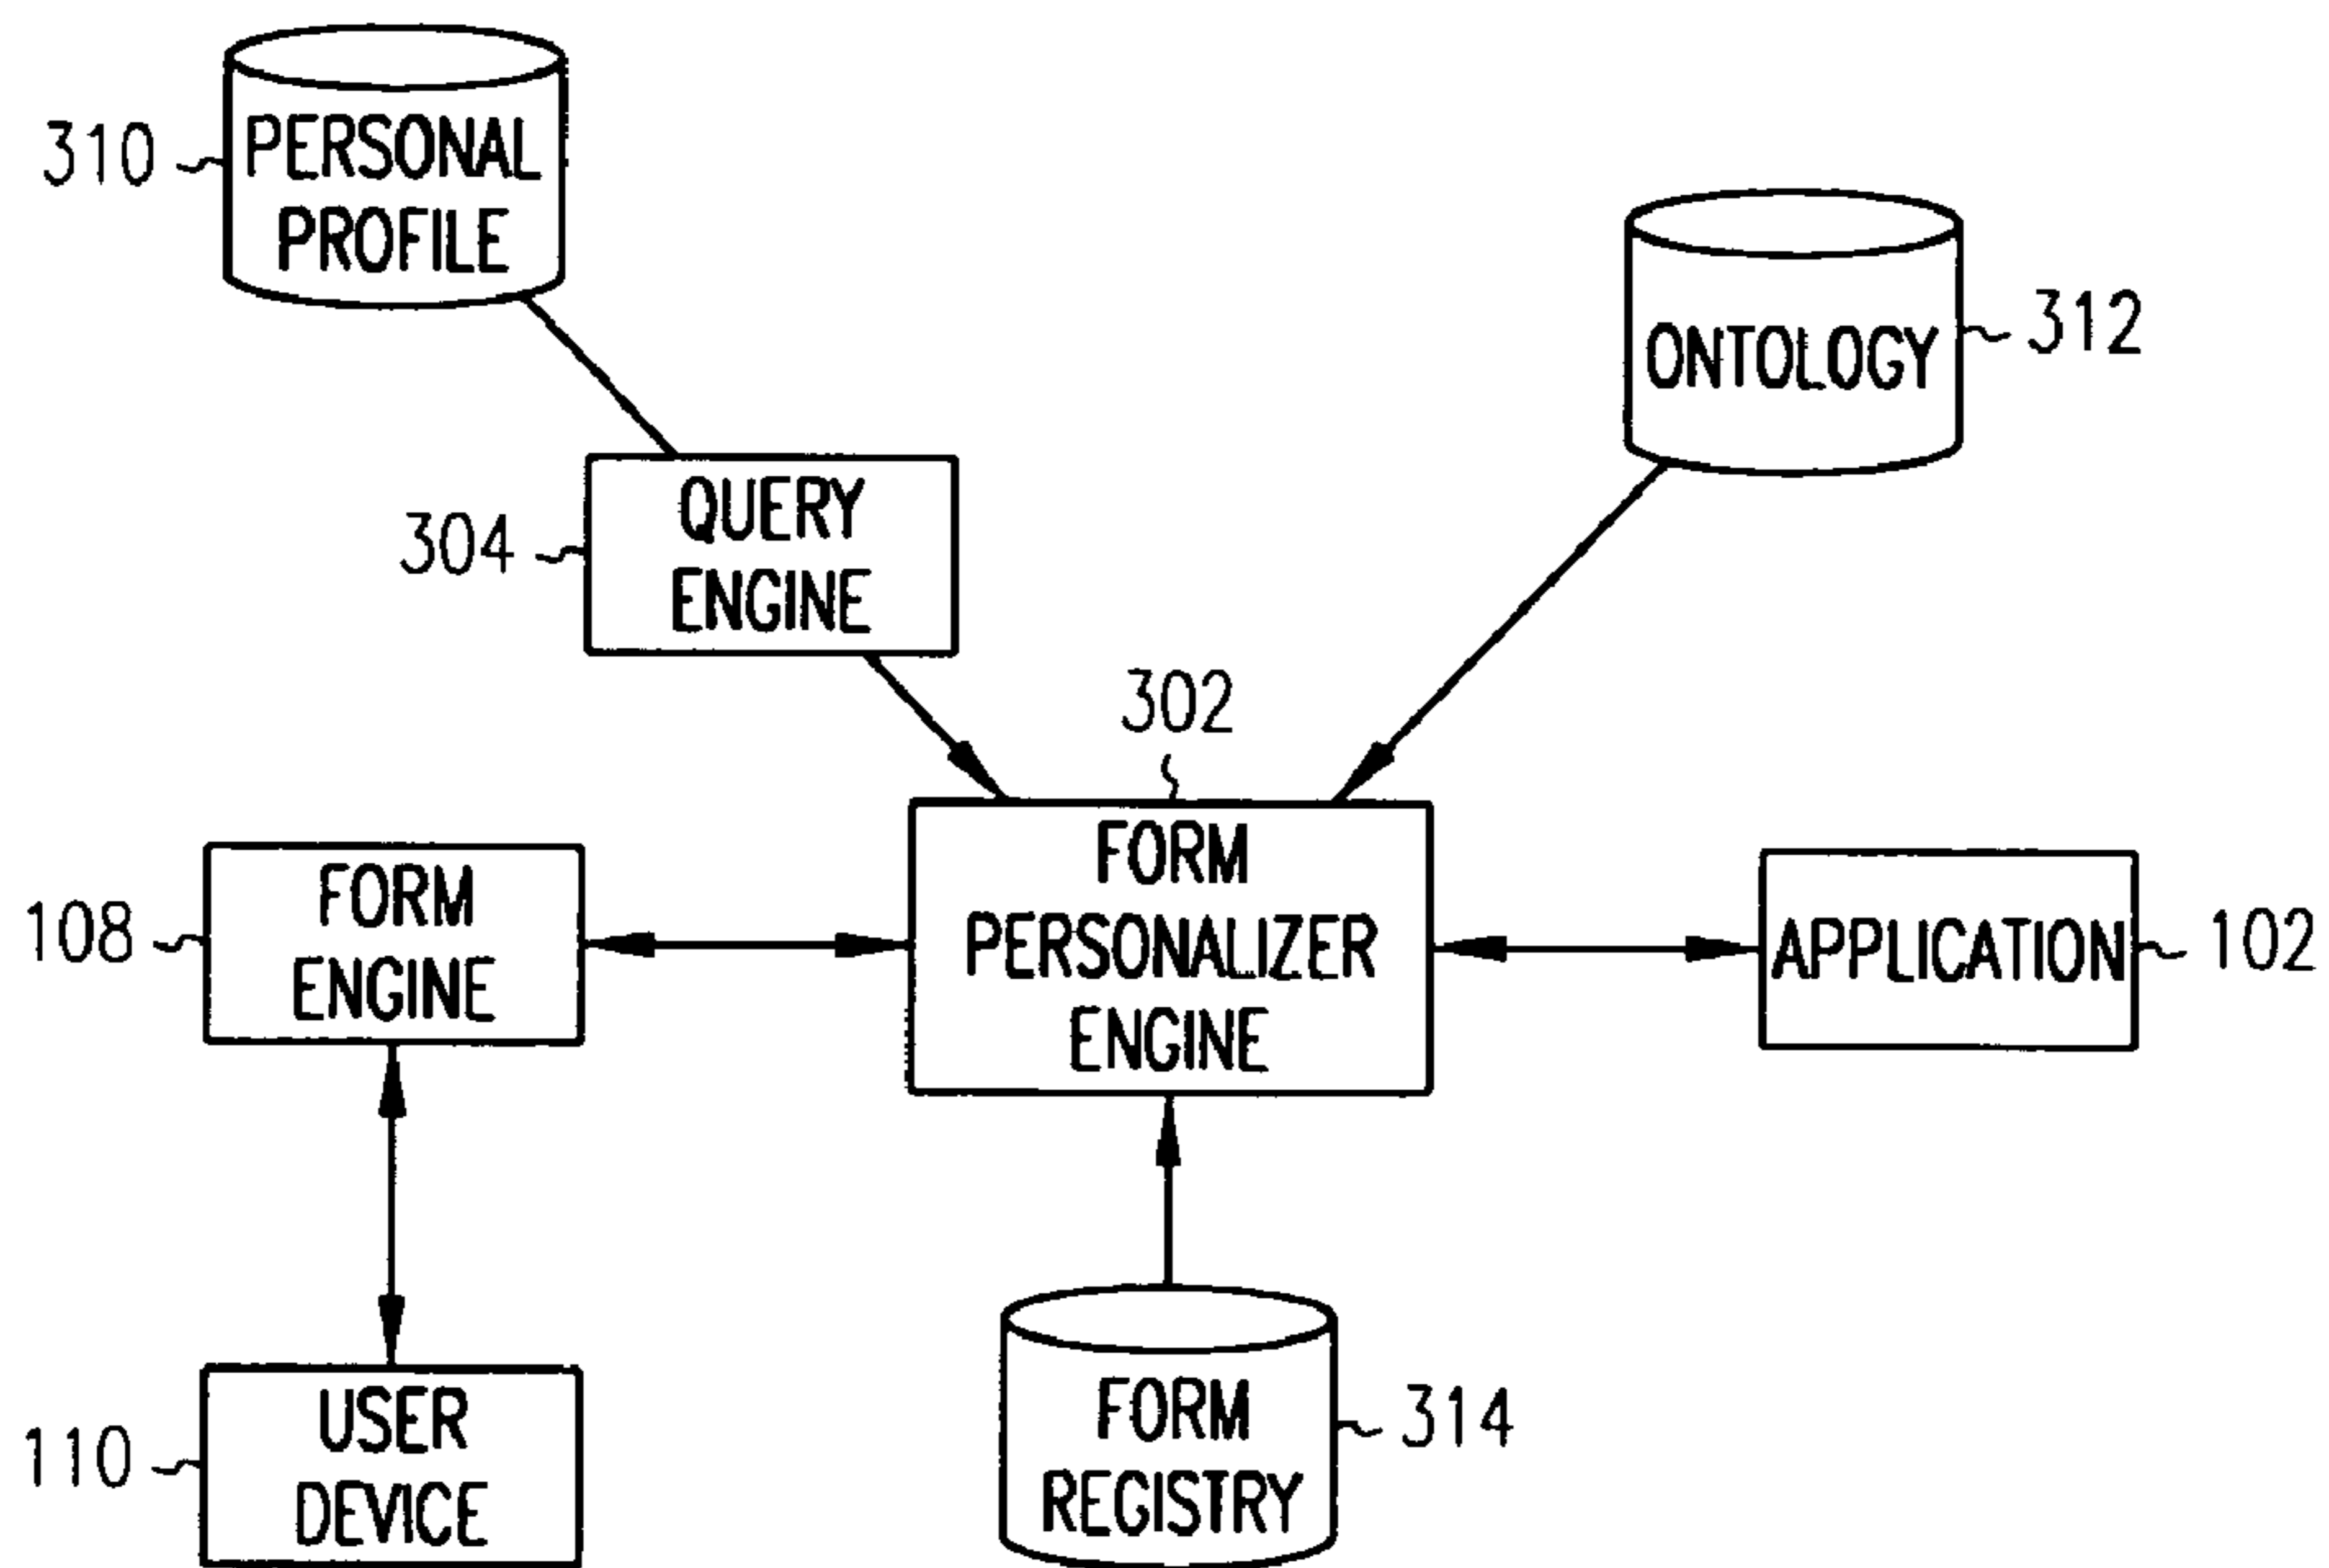 310
PERSONAL
PROFILE
ONTOLOGY
312
304
QUERY
ENGINE
302
108
FORM
ENGINE
FORM
PERSONALIZER
ENGINE
APPLICATION
102
110
USER
DEVICE
FORM
REGISTRY
314